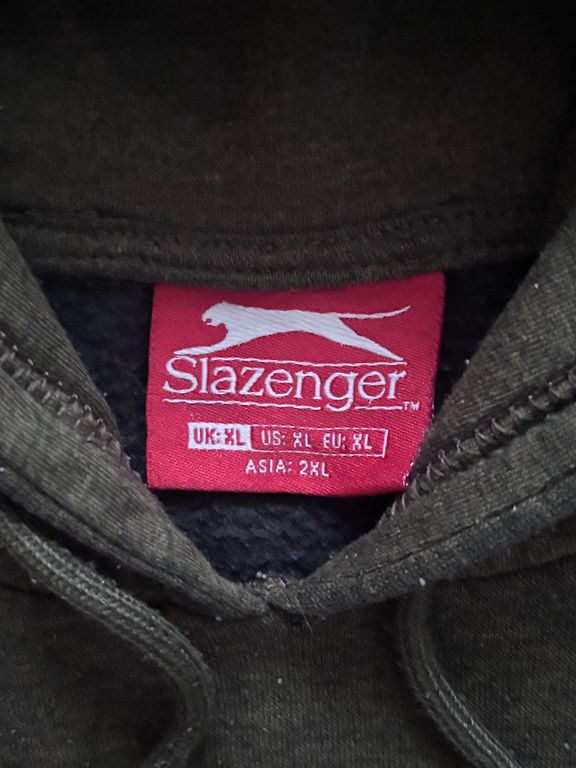 Slazenger™
UK: XL US: XL EU: XL
ASIA: 2XL